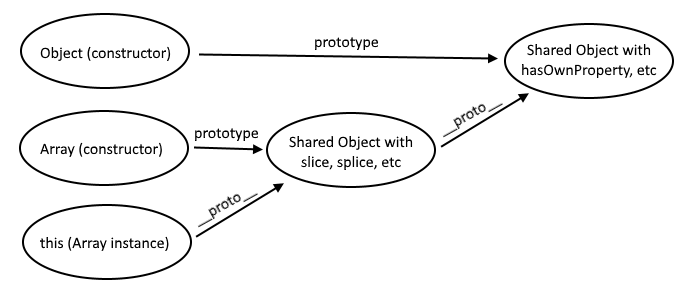 Object (constructor)
prototype
Shared Object with
hasOwnProperty, etc
Array (constructor)
prototype
Shared Object with
slice, splice, etc
__proto__
this (Array instance)
__proto__